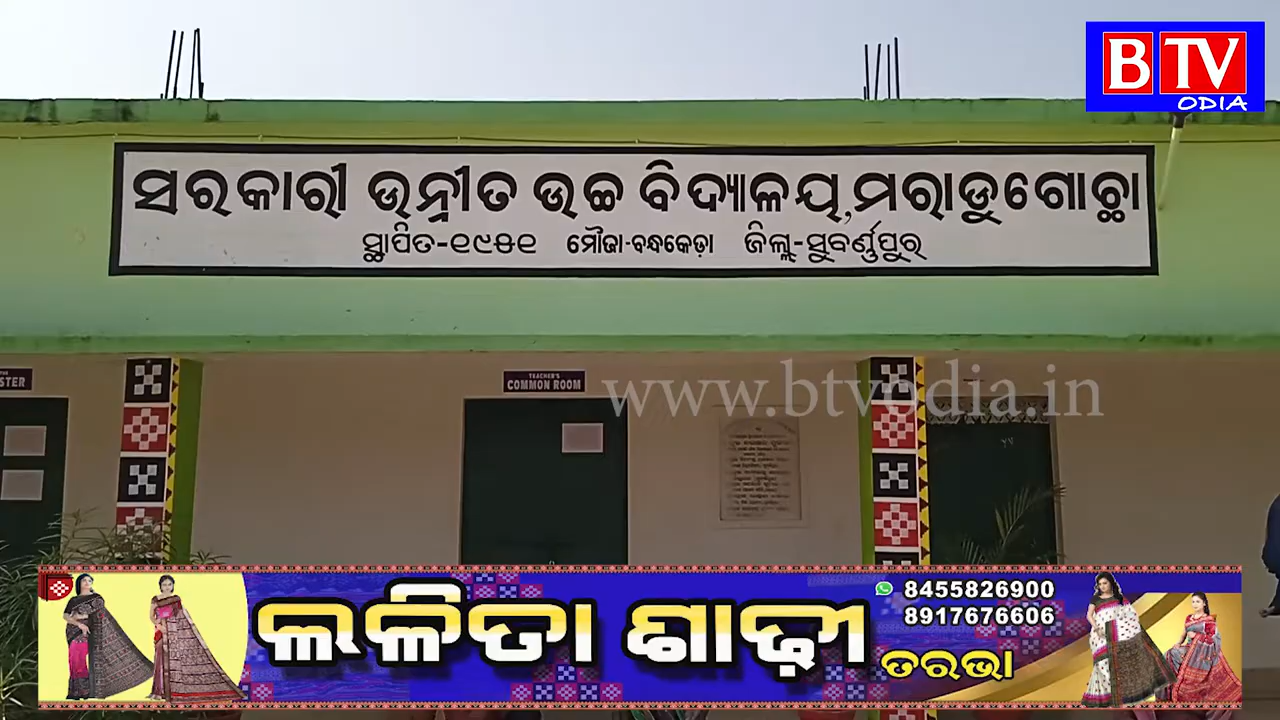 BTV
ODIA
ସରକାରୀ ଉନ୍ନୀତ ଉଚ୍ଚ ବିଦ୍ୟାଳୟ,ମରାଡୁଗୋଚ୍ଛା
ସ୍ଥାପିତ-୧୯୫୧ ମୌଜା-ବନ୍ଧକେଡ଼ା ଜିଲ୍ଲା-ସୁବର୍ଣ୍ଣପୁର
STER
TEACHER'S
COMMON ROOM
www.btvodia.in
ଲଳିତା ଶାଢ଼ୀ
8455826900
8917676606
ତରଭା